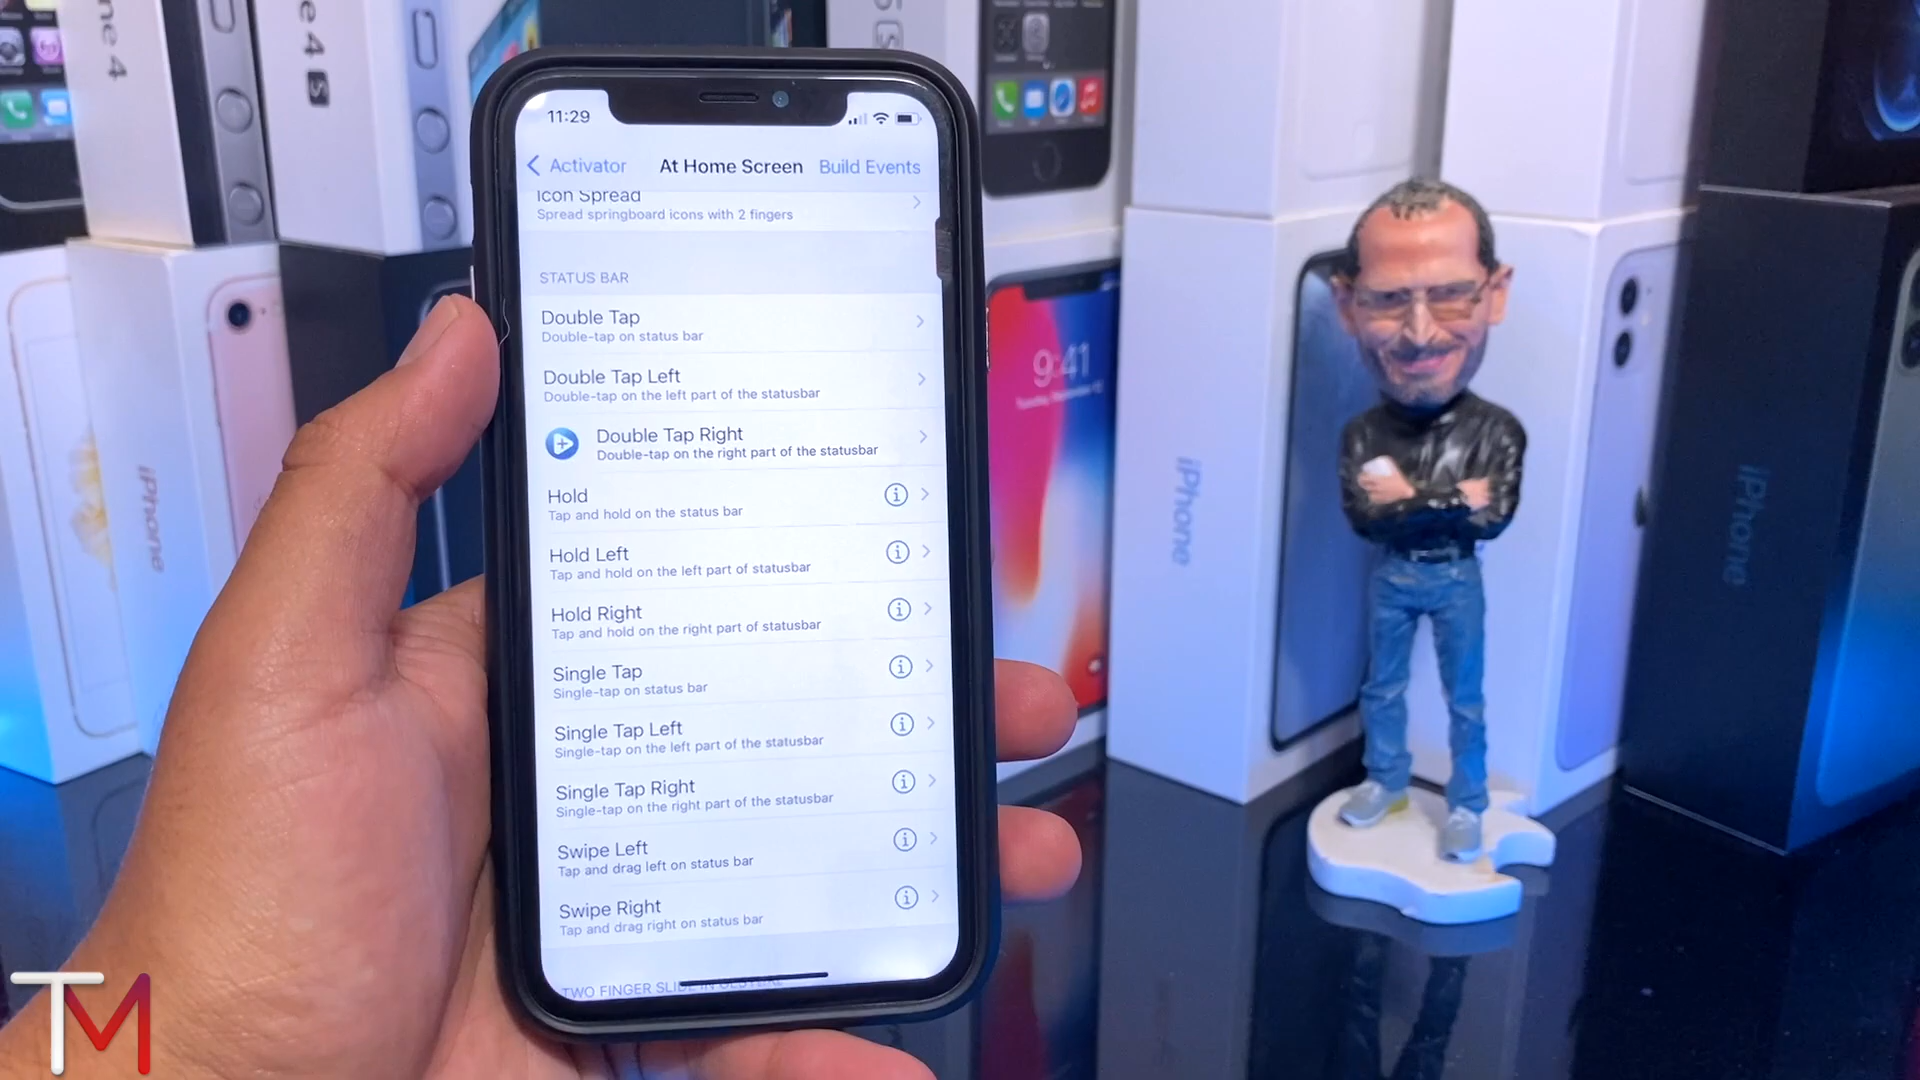 ne 4
e 4 S
5 S
11:29
Activator
At Home Screen
Build Events
Icon Spread
Spread springboard icons with 2 fingers
STATUS BAR
Double Tap
Double-tap on status bar
Double Tap Left
Double-tap on the left part of the statusbar
Double Tap Right
Double-tap on the right part of the statusbar
Hold
Tap and hold on the status bar
Hold Left
Tap and hold on the left part of statusbar
Hold Right
Tap and hold on the right part of statusbar
Single Tap
Single-tap on status bar
Single Tap Left
Single-tap on the left part of the statusbar
Single Tap Right
Single-tap on the right part of the statusbar
Swipe Left
Tap and drag left on status bar
Swipe Right
Tap and drag right on status bar
TWO FINGER SLIDE IN GESTURE
9:41
iPhone
iPhone
iPhone
TM